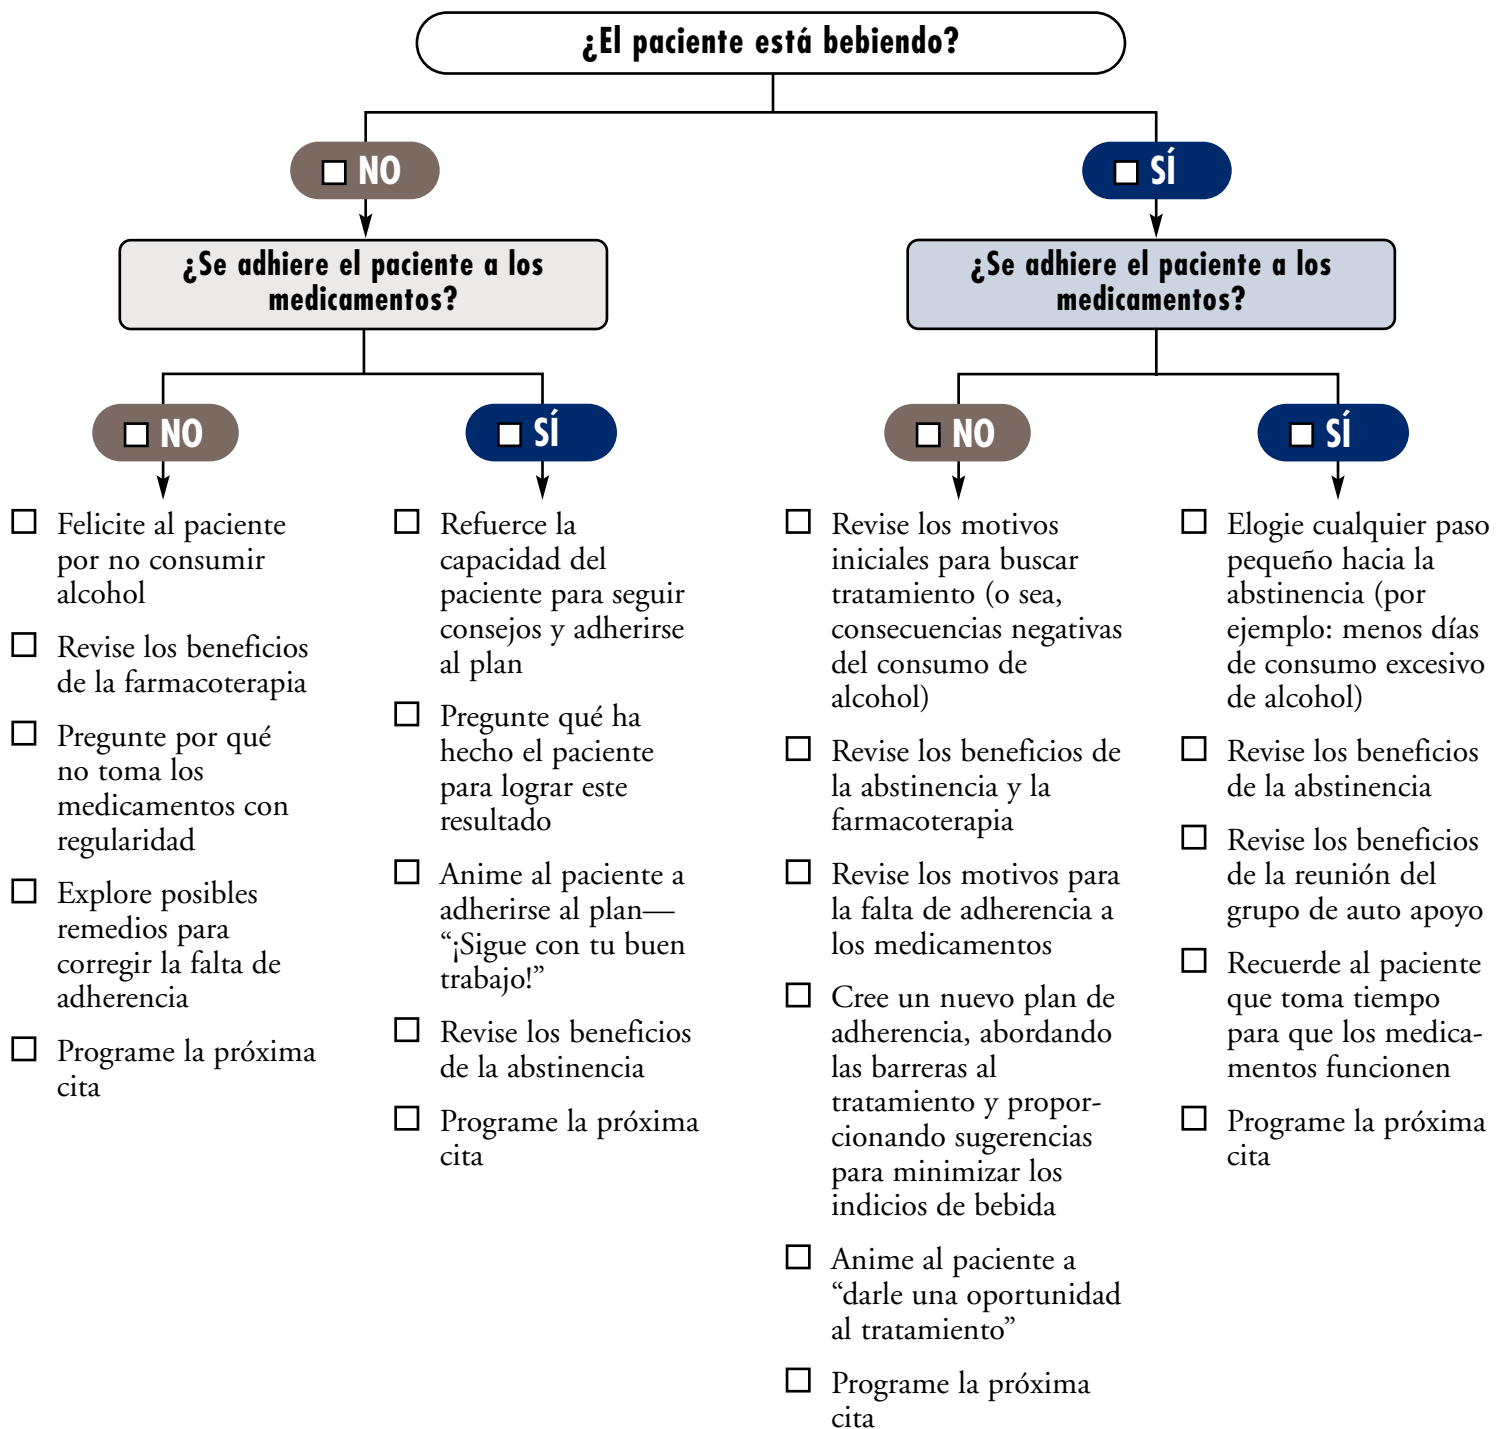 ¿El paciente está bebiendo?
NO
SÍ
¿Se adhiere el paciente a los
medicamentos?
¿Se adhiere el paciente a los
medicamentos?
NO
SÍ
NO
SÍ
Felicite al paciente
por no consumir
alcohol
Revise los beneficios
de la farmacoterapia
Pregunte por qué
no toma los
medicamentos con
regularidad
Explore posibles
remedios para
corregir la falta de
adherencia
Programe la próxima
cita
Refuerce la
capacidad del
paciente para seguir
consejos y adherirse
al plan
Pregunte qué ha
hecho el paciente
para lograr este
resultado
Anime al paciente a
adherirse al plan—
“¡Sigue con tu buen
trabajo!”
Revise los beneficios
de la abstinencia
Programe la próxima
cita
Revise los motivos
iniciales para buscar
tratamiento (o sea,
consecuencias negativas
del consumo de
alcohol)
Revise los beneficios de
la abstinencia y la
farmacoterapia
Revise los motivos para
la falta de adherencia a
los medicamentos
Cree un nuevo plan de
adherencia, abordando
las barreras al
tratamiento y propor-
cionando sugerencias
para minimizar los
indicios de bebida
Anime al paciente a
“darle una oportunidad
al tratamiento”
Programe la próxima
cita
Elogie cualquier paso
pequeño hacia la
abstinencia (por
ejemplo: menos días
de consumo excesivo
de alcohol)
Revise los beneficios
de la abstinencia
Revise los beneficios
de la reunión del
grupo de auto apoyo
Recuerde al paciente
que toma tiempo
para que los medica-
mentos funcionen
Programe la próxima
cita